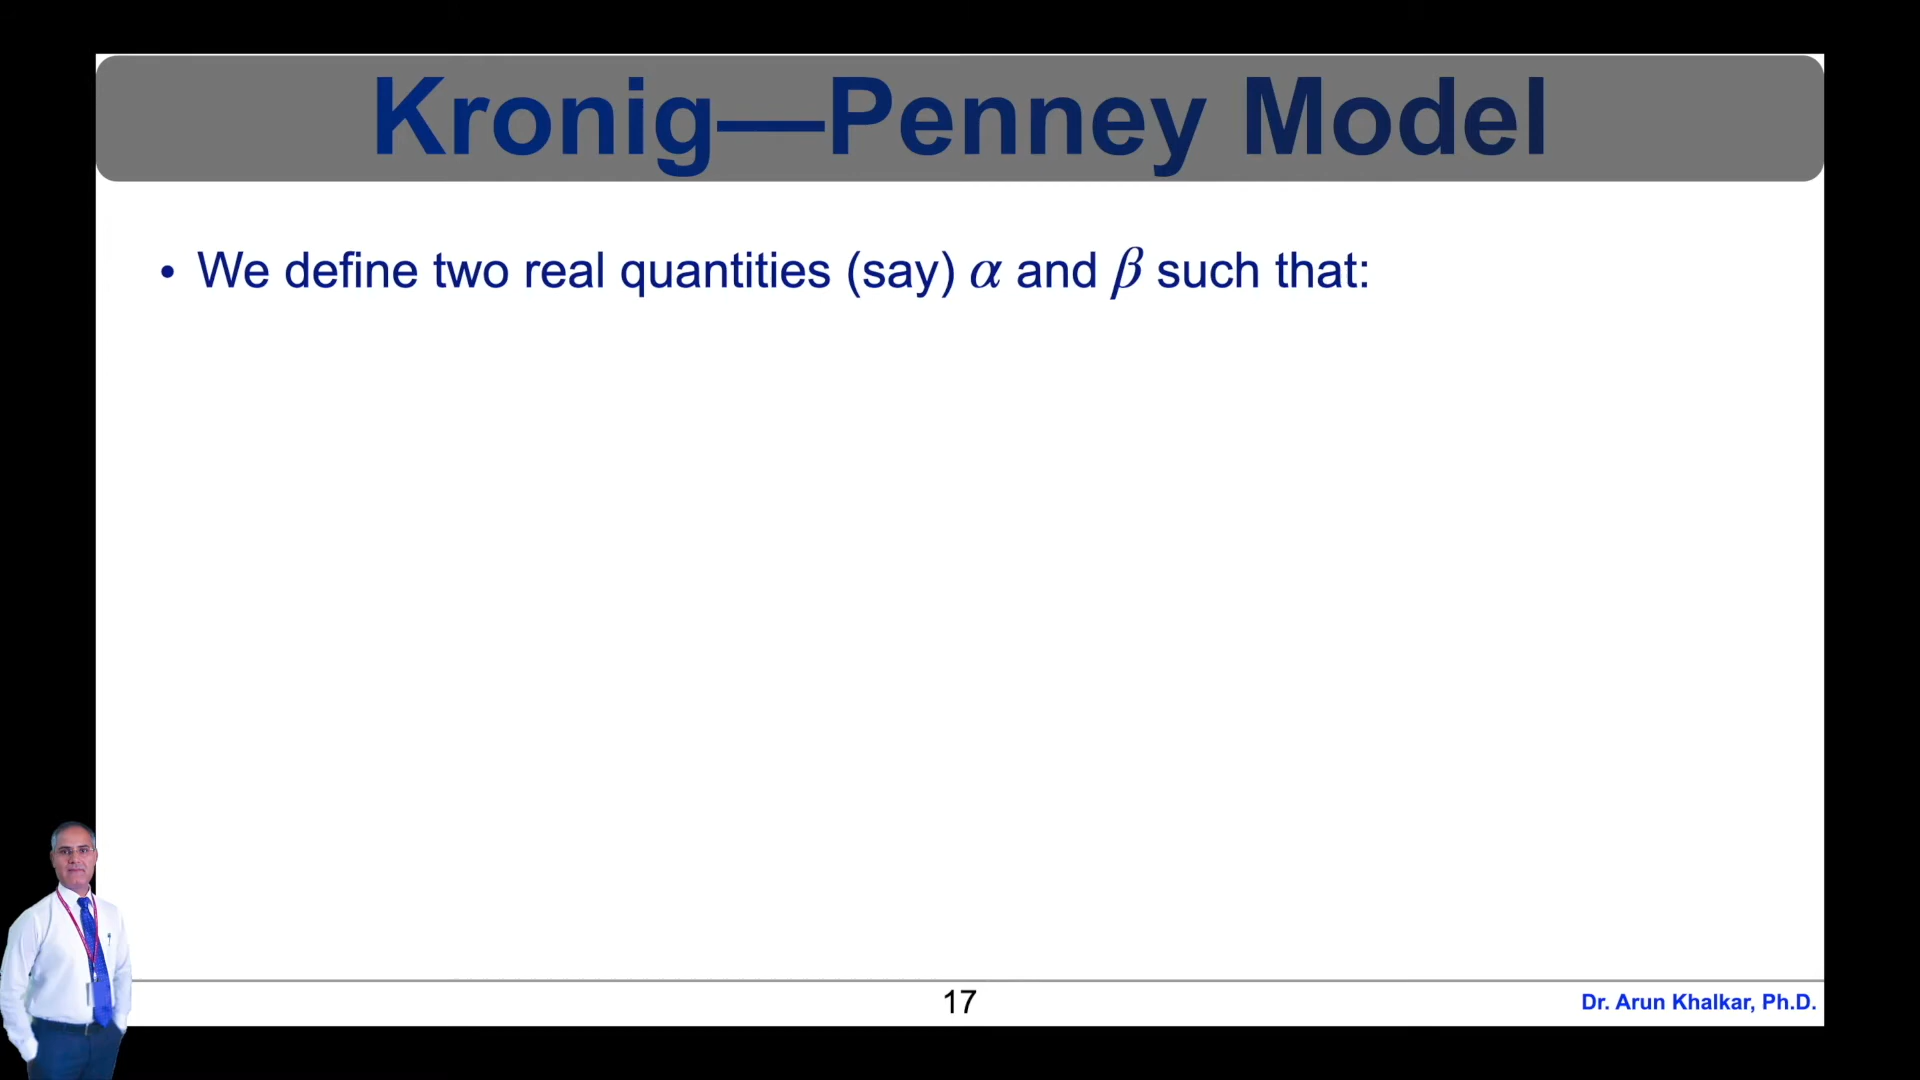 Kronig—Penney Model
• We define two real quantities (say) α and β such that:
17
Dr. Arun Khalkar, Ph.D.